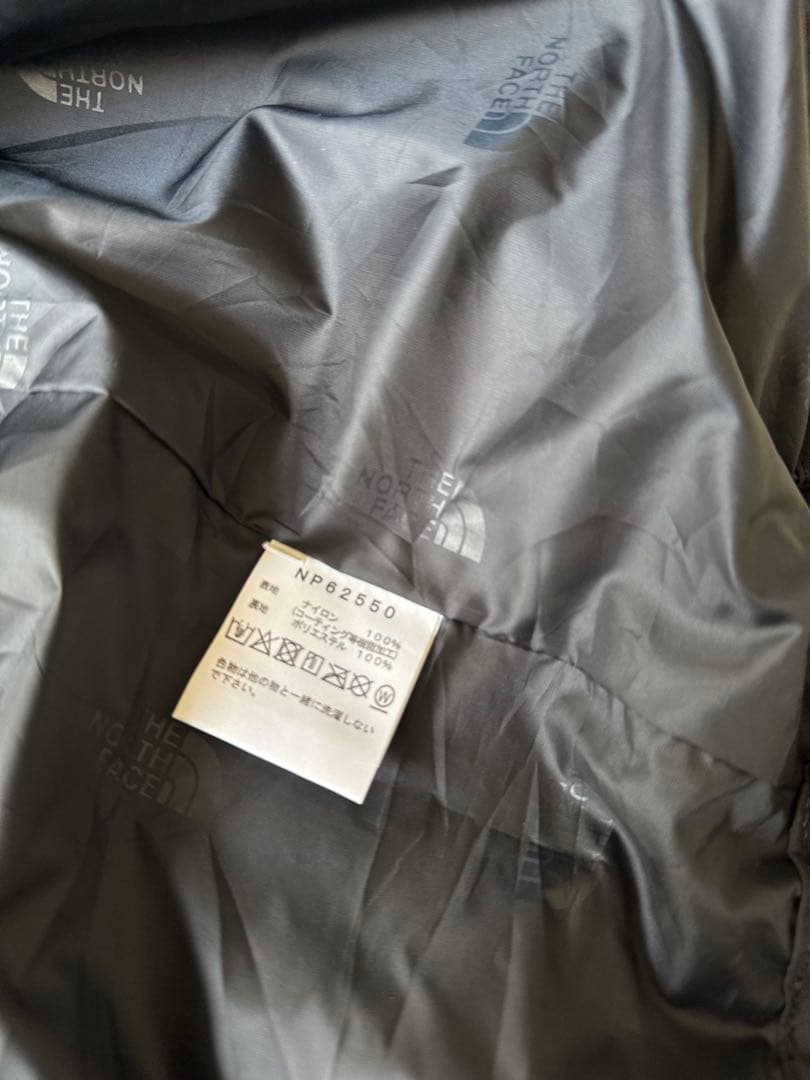 THE
NORTH
THE
NORTH
FACE
THE
NORTH
FACE
NP62550
表地 ナイロン 100%
(コーティング等樹脂加工)
裏地 ポリエステル 100%
W
色物は他の物と一緒に洗濯しない
で下さい。
THE
NORTH
FACE